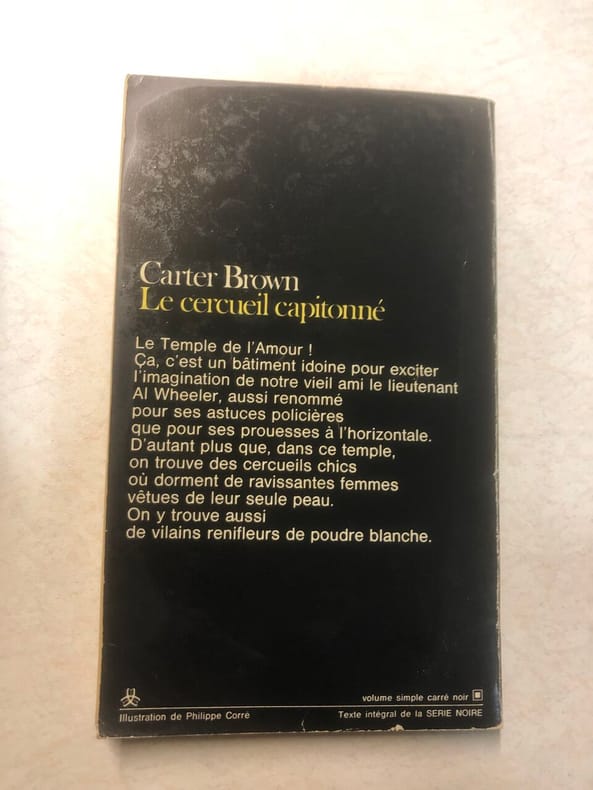 Carter Brown
Le cercueil capitonné
Le Temple de l'Amour !
Ça, c'est un bâtiment idoine pour exciter
l'imagination de notre vieil ami le lieutenant
Al Wheeler, aussi renommé
pour ses astuces policières
que pour ses prouesses à l'horizontale.
D'autant plus que, dans ce temple,
on trouve des cercueils chics
où dorment de ravissantes femmes
vêtues de leur seule peau.
On y trouve aussi
de vilains renifleurs de poudre blanche.
volume simple carré noir
Illustration de Philippe Corré
Texte intégral de la SERIE NOIRE